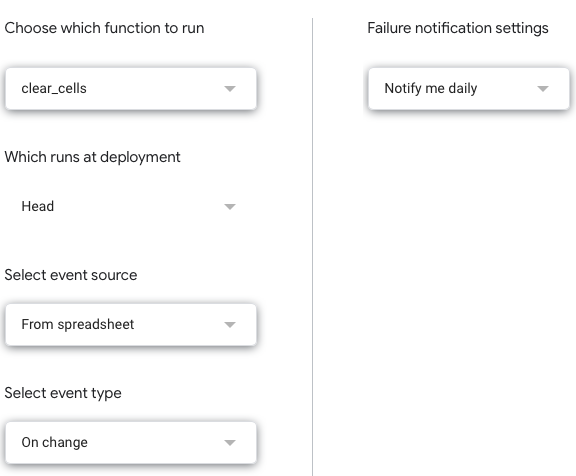 Choose which function to run
clear_cells
Which runs at deployment
Head
Select event source
From spreadsheet
Select event type
On change
Failure notification settings
Notify me daily